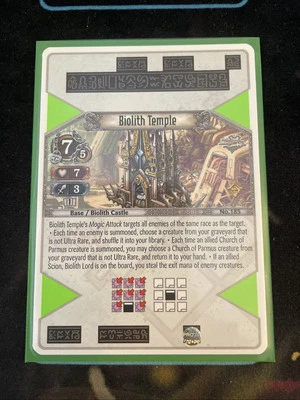 Biolith Temple
7
5
7
3
Base / Biolith Castle
Biolith Temple's Magic Attack targets all enemies of the same race as the target.
• Each time an enemy is summoned, choose a creature from your graveyard that
is not Ultra Rare, and shuffle it into your library. • Each time an allied Church of
Parmus creature is summoned, you may choose a Church of Parmus creature from
your graveyard that is not Ultra Rare, and return it to your hand. • If an allied
Scion, Biolith Lord is on the board, you steal the exit mana of enemy creatures.